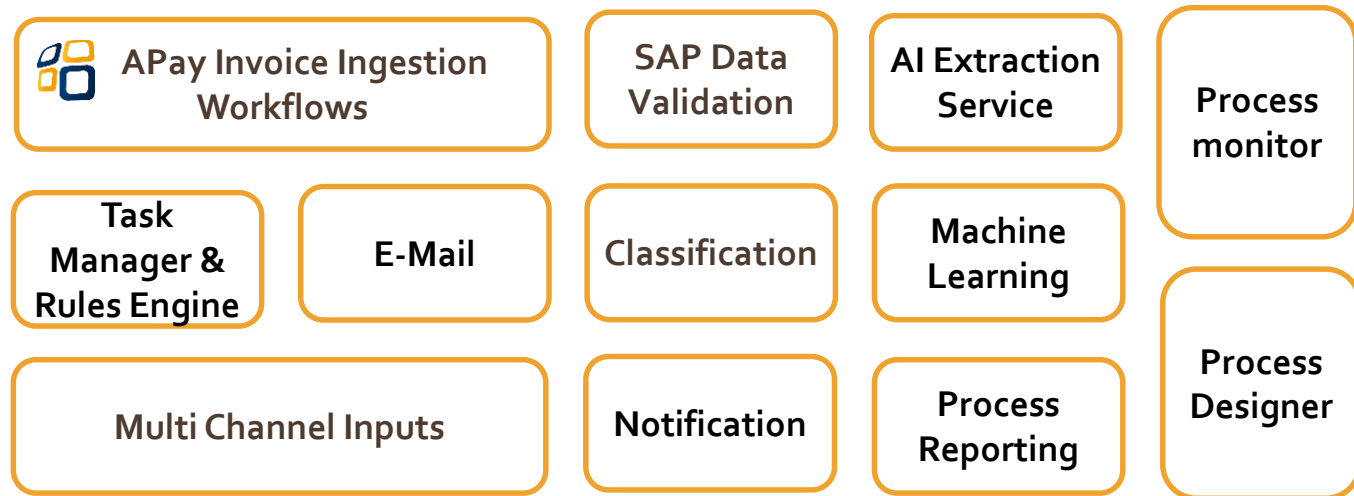 APay Invoice Ingestion
Workflows
SAP Data
Validation
AI Extraction
Service
Process
monitor
Task
Manager &
Rules Engine
E-Mail
Classification
Machine
Learning
Process
Designer
Multi Channel Inputs
Notification
Process
Reporting